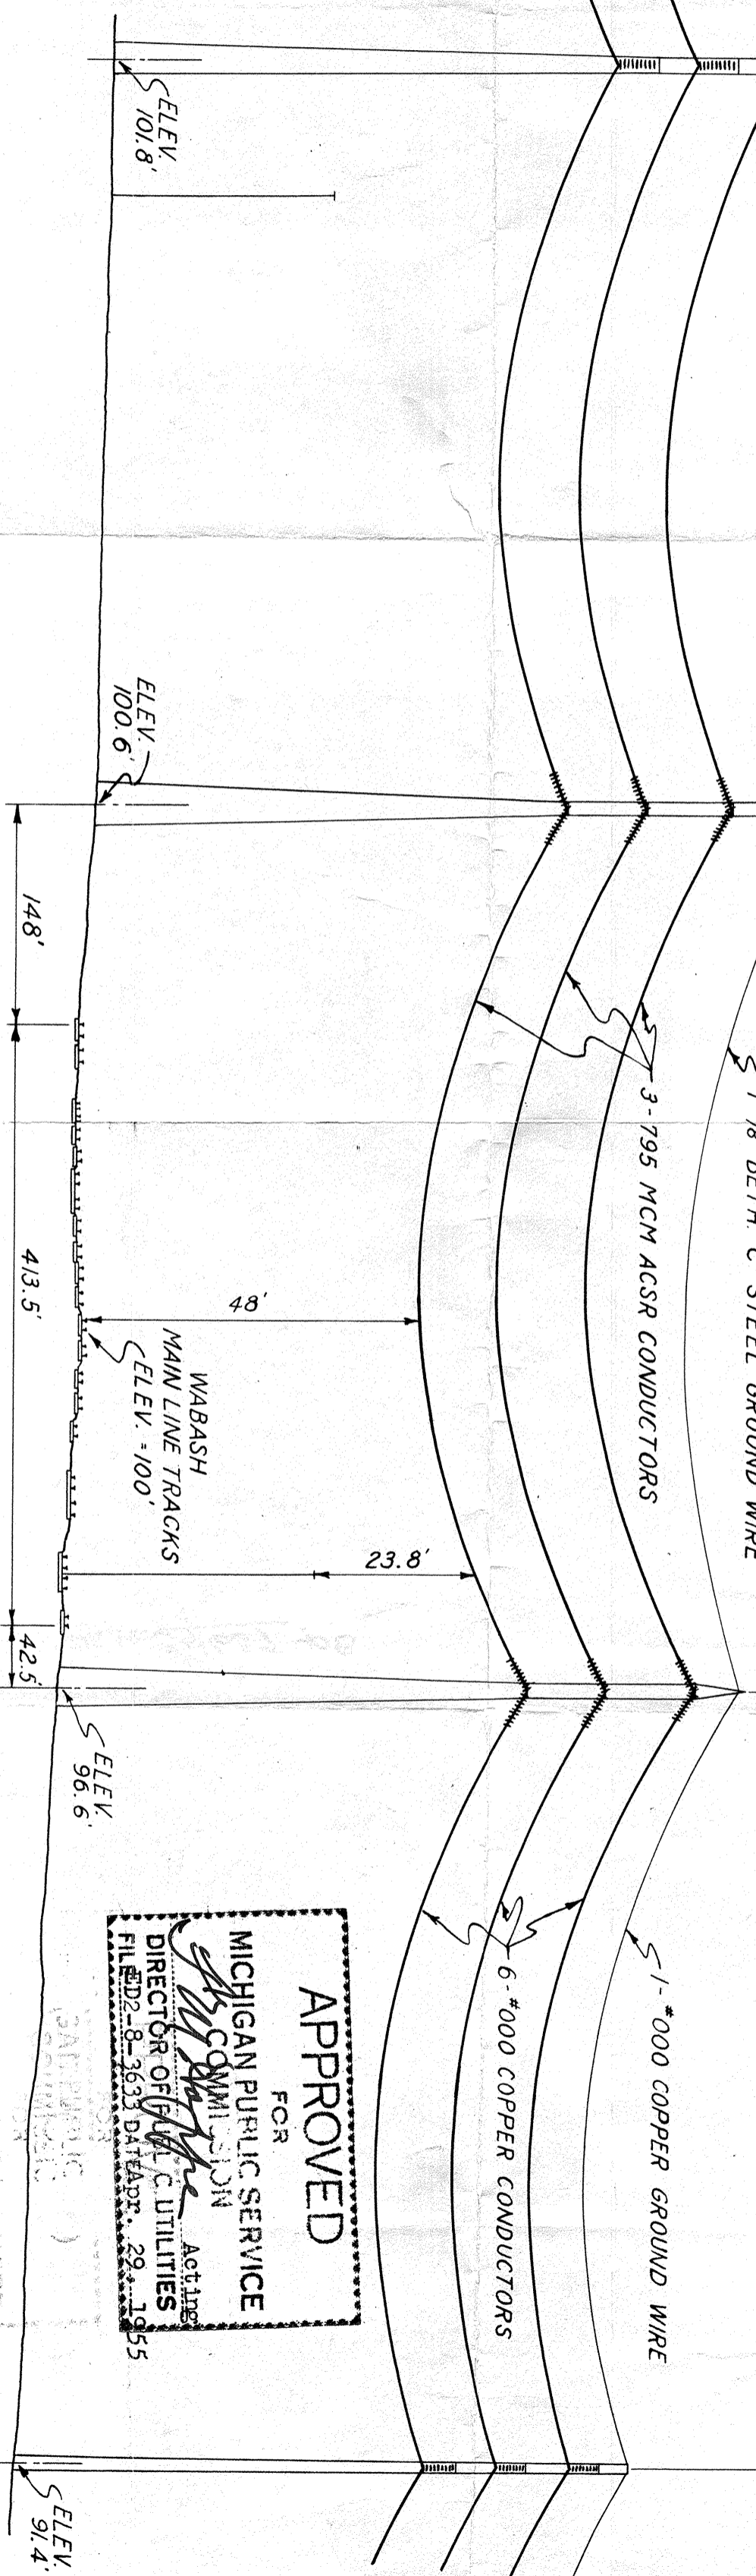 ELEV.
101.8'
ELEV.
100.6'
148'
413.5'
42.5'
48'
WABASH
MAIN LINE TRACKS
ELEV. = 100'
23.8'
3-795 MCM ACSR CONDUCTORS
STEEL GROUND WIRE
ELEV.
96.6'
6-#000 COPPER CONDUCTORS
1-#000 COPPER GROUND WIRE
APPROVED
FOR
MICHIGAN PUBLIC SERVICE
COMMISSION
Acting
DIRECTOR OF UTILITIES
FILE D2-8-3633 DATE Apr. 29, 1955
ELEV.
91.4'